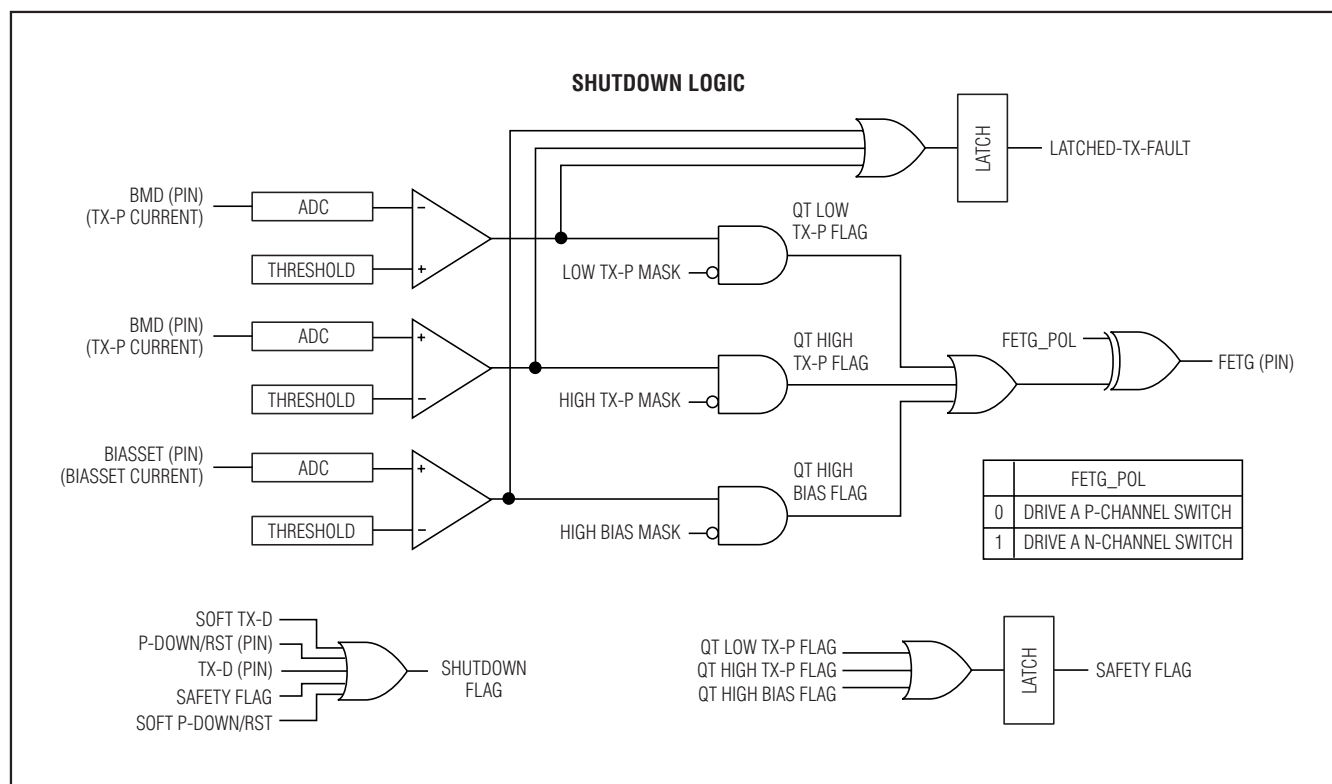 SHUTDOWN LOGIC
LATCH
LATCHED-TX-FAULT
BMD (PIN)
(TX-P CURRENT)
ADC
−
THRESHOLD
+
QT LOW
TX-P FLAG
LOW TX-P MASK
BMD (PIN)
(TX-P CURRENT)
ADC
+
THRESHOLD
−
QT HIGH
TX-P FLAG
HIGH TX-P MASK
FETG_POL
FETG (PIN)
BIASSET (PIN)
(BIASSET CURRENT)
ADC
+
THRESHOLD
−
QT HIGH
BIAS FLAG
HIGH BIAS MASK
FETG_POL
0 DRIVE A P-CHANNEL SWITCH
1 DRIVE A N-CHANNEL SWITCH
SOFT TX-D
P-DOWN/RST (PIN)
TX-D (PIN)
SAFETY FLAG
SOFT P-DOWN/RST
SHUTDOWN
FLAG
QT LOW TX-P FLAG
QT HIGH TX-P FLAG
QT HIGH BIAS FLAG
LATCH
SAFETY FLAG